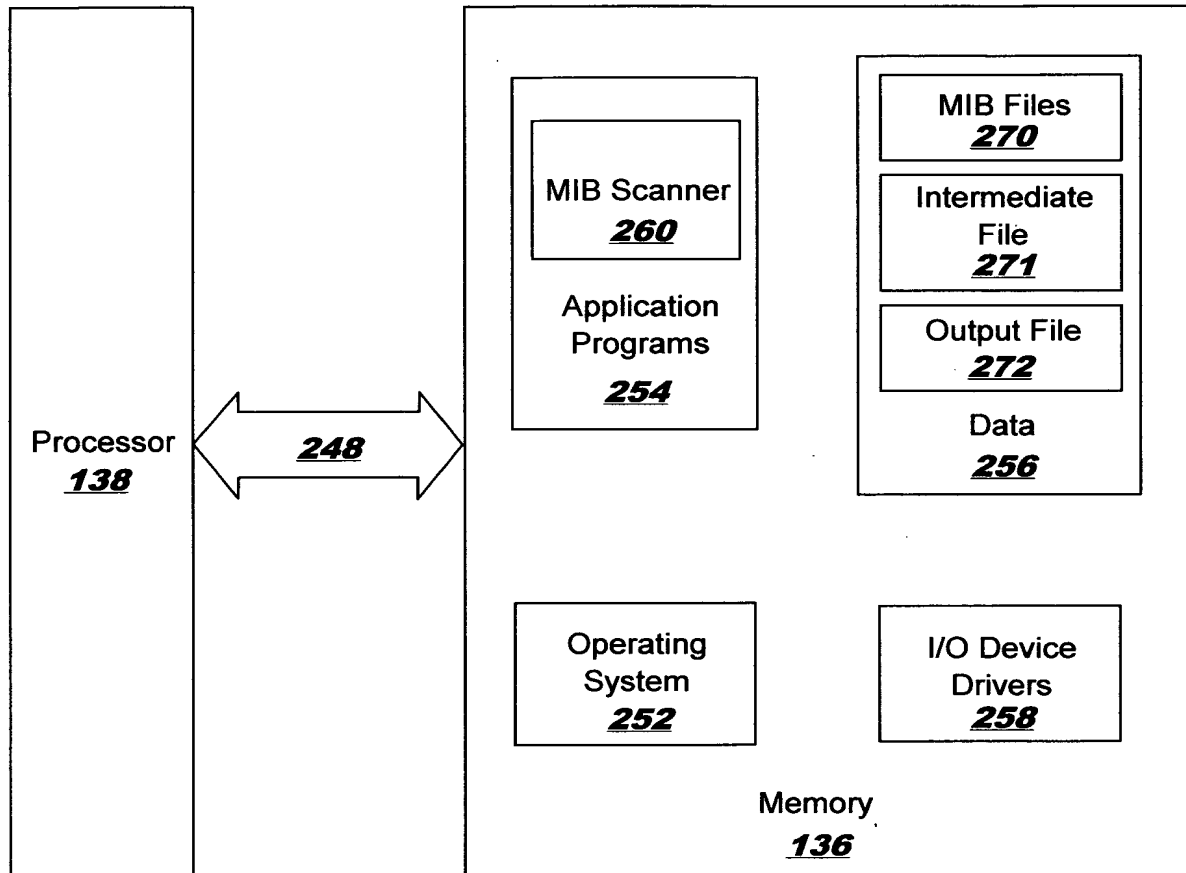 Processor
138
248
MIB Scanner
260
Application
Programs
254
MIB Files
270
Intermediate
File
271
Output File
272
Data
256
Operating
System
252
I/O Device
Drivers
258
Memory
136